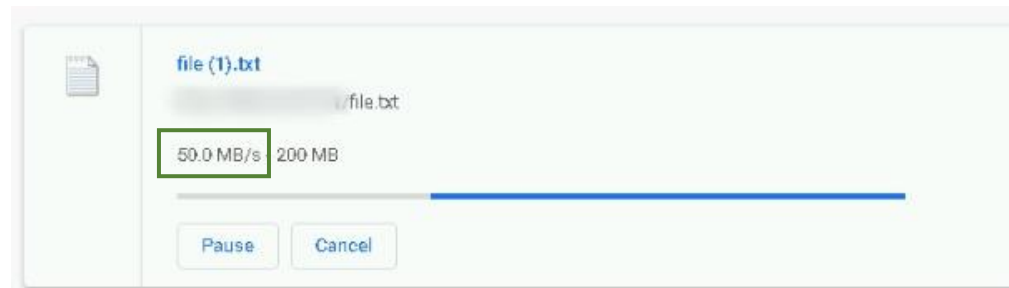 file (1).txt
/file.txt
50.0 MB/s - 200 MB
Pause
Cancel